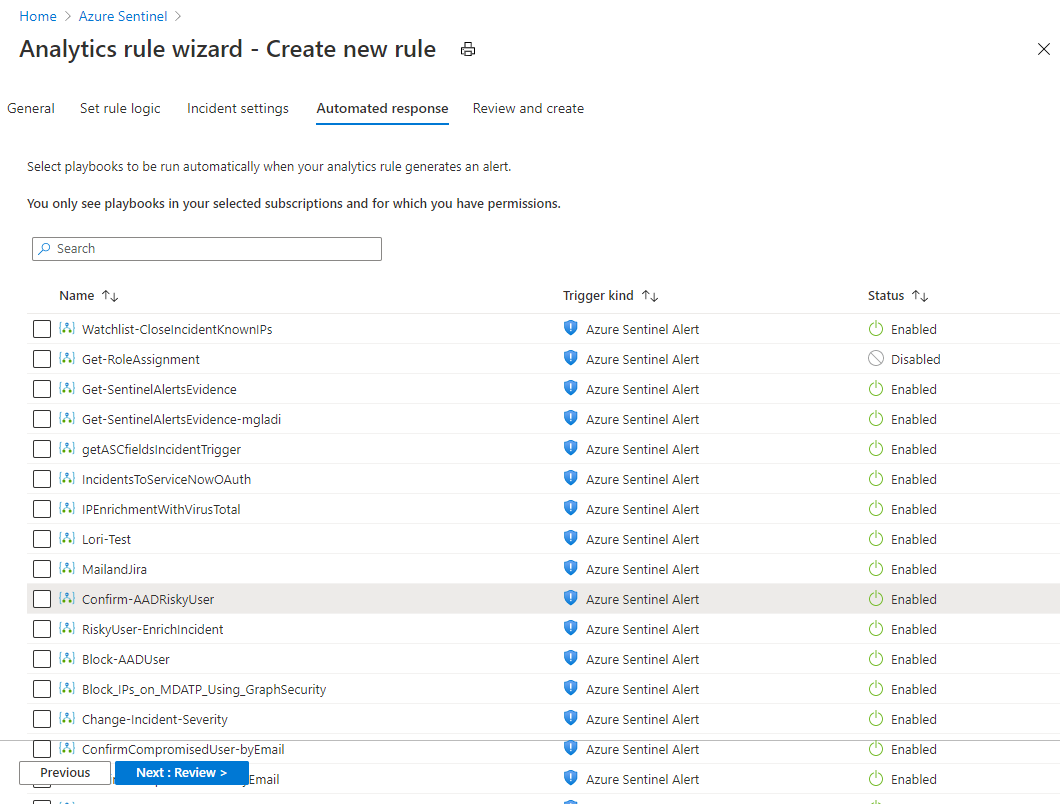 Home > Azure Sentinel >
Analytics rule wizard - Create new rule
General Set rule logic Incident settings Automated response Review and create
Select playbooks to be run automatically when your analytics rule generates an alert.
You only see playbooks in your selected subscriptions and for which you have permissions.
Search
Name Trigger kind Status
Watchlist-CloseIncidentKnownIPs Azure Sentinel Alert Enabled
Get-RoleAssignment Azure Sentinel Alert Disabled
Get-SentinelAlertsEvidence Azure Sentinel Alert Enabled
Get-SentinelAlertsEvidence-mgladi Azure Sentinel Alert Enabled
getASCfieldsIncidentTrigger Azure Sentinel Alert Enabled
IncidentsToServiceNowOAuth Azure Sentinel Alert Enabled
IPEnrichmentWithVirusTotal Azure Sentinel Alert Enabled
Lori-Test Azure Sentinel Alert Enabled
MailandJira Azure Sentinel Alert Enabled
Confirm-AADRiskyUser Azure Sentinel Alert Enabled
RiskyUser-EnrichIncident Azure Sentinel Alert Enabled
Block-AADUser Azure Sentinel Alert Enabled
Block_IPs_on_MDATP_Using_GraphSecurity Azure Sentinel Alert Enabled
Change-Incident-Severity Azure Sentinel Alert Enabled
ConfirmCompromisedUser-byEmail Azure Sentinel Alert Enabled
Previous Next : Review > Email Azure Sentinel Alert Enabled